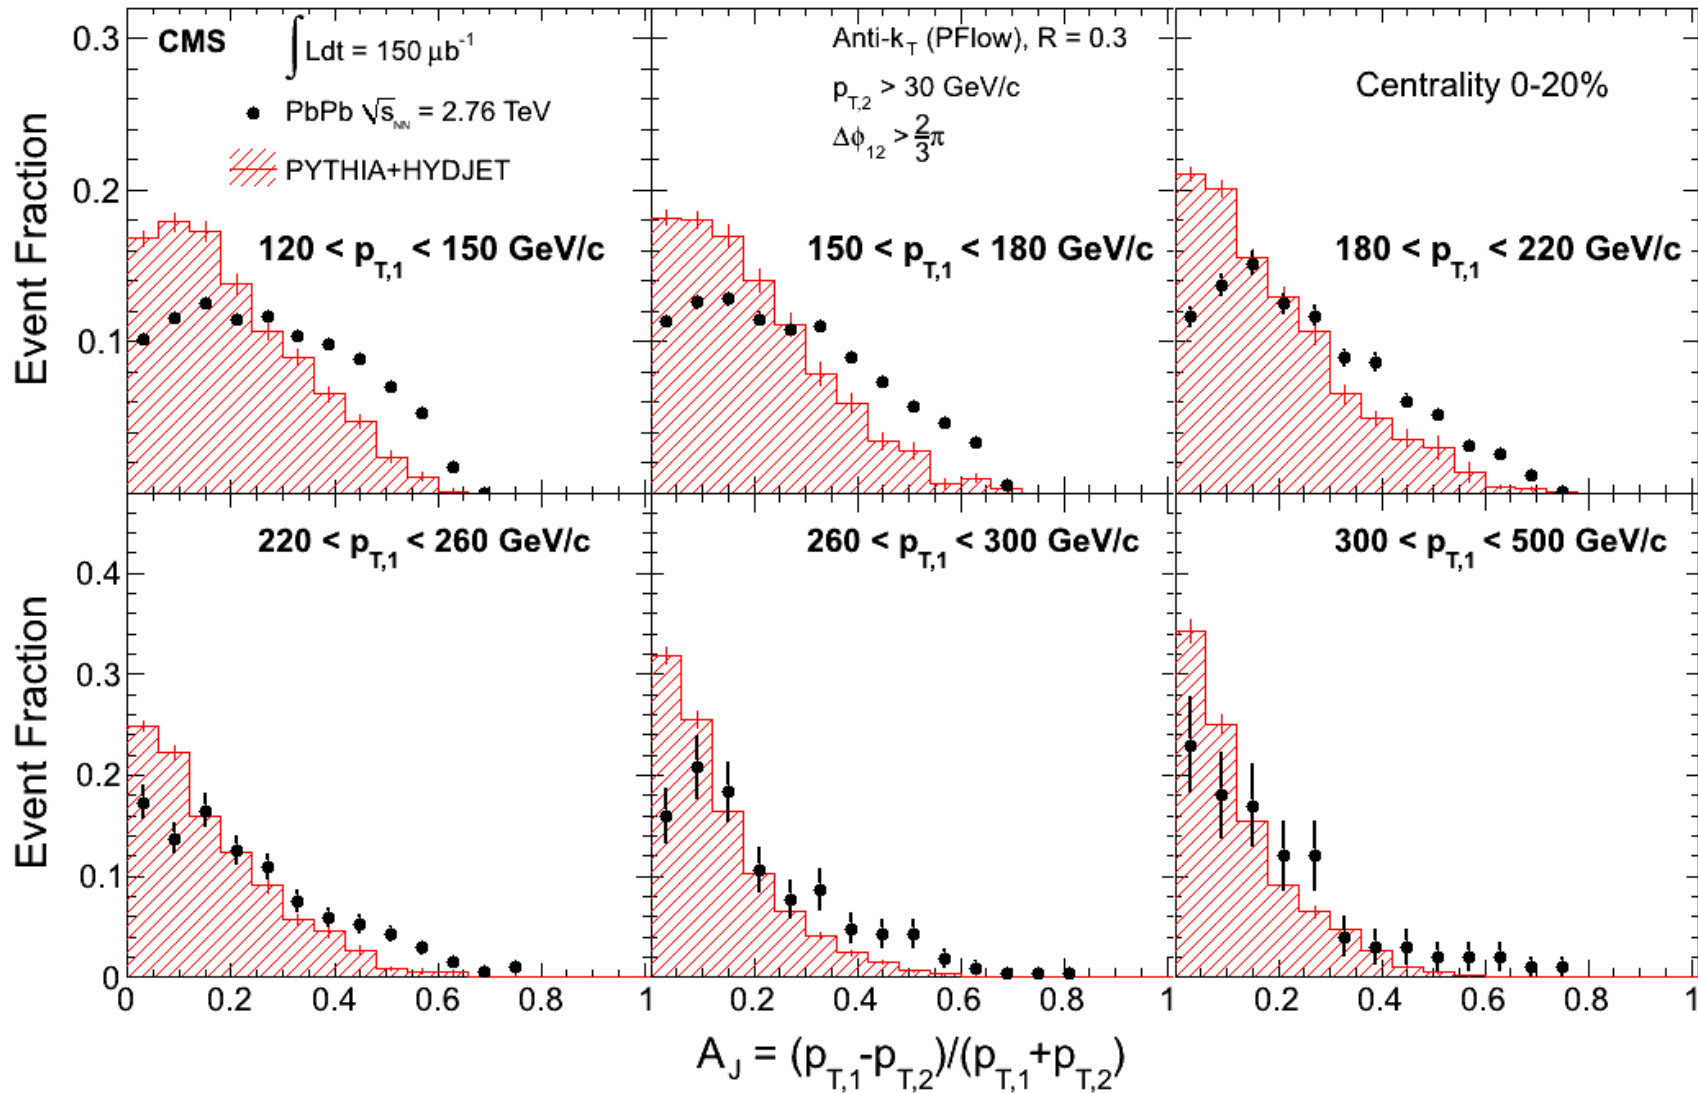 CMS
∫Ldt = 150 μb⁻¹
PbPb √s_NN = 2.76 TeV
PYTHIA+HYDJET
120 < p_T,1 < 150 GeV/c
Anti-k_T (PFlow), R = 0.3
p_T,2 > 30 GeV/c
Δϕ_12 > 2/3 π
150 < p_T,1 < 180 GeV/c
Centrality 0-20%
180 < p_T,1 < 220 GeV/c
0.3
0.2
0.1
Event Fraction
220 < p_T,1 < 260 GeV/c
260 < p_T,1 < 300 GeV/c
300 < p_T,1 < 500 GeV/c
0.4
0.3
0.2
0.1
0
Event Fraction
0 0.2 0.4 0.6 0.8 1 0.2 0.4 0.6 0.8 1 0.2 0.4 0.6 0.8 1
A_J = (p_T,1-p_T,2)/(p_T,1+p_T,2)